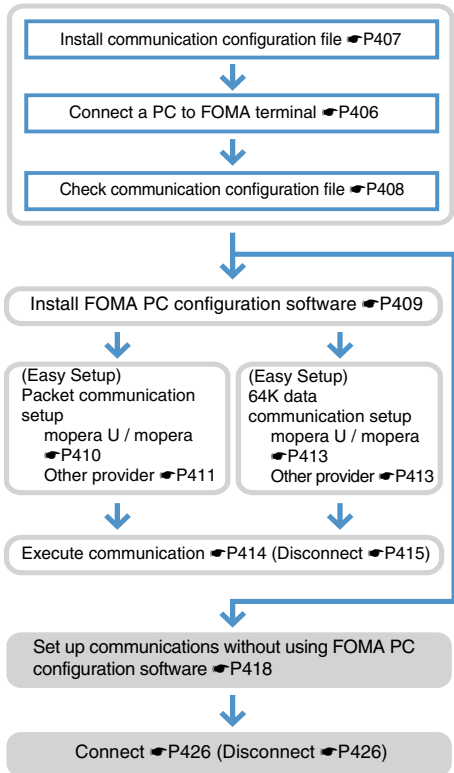 Install communication configuration file ☛P407
Connect a PC to FOMA terminal ☛P406
Check communication configuration file ☛P408
Install FOMA PC configuration software ☛P409
(Easy Setup)
Packet communication
setup
mopera U / mopera
☛P410
Other provider ☛P411
(Easy Setup)
64K data
communication setup
mopera U / mopera
☛P413
Other provider ☛P413
Execute communication ☛P414 (Disconnect ☛P415)
Set up communications without using FOMA PC
configuration software ☛P418
Connect ☛P426 (Disconnect ☛P426)